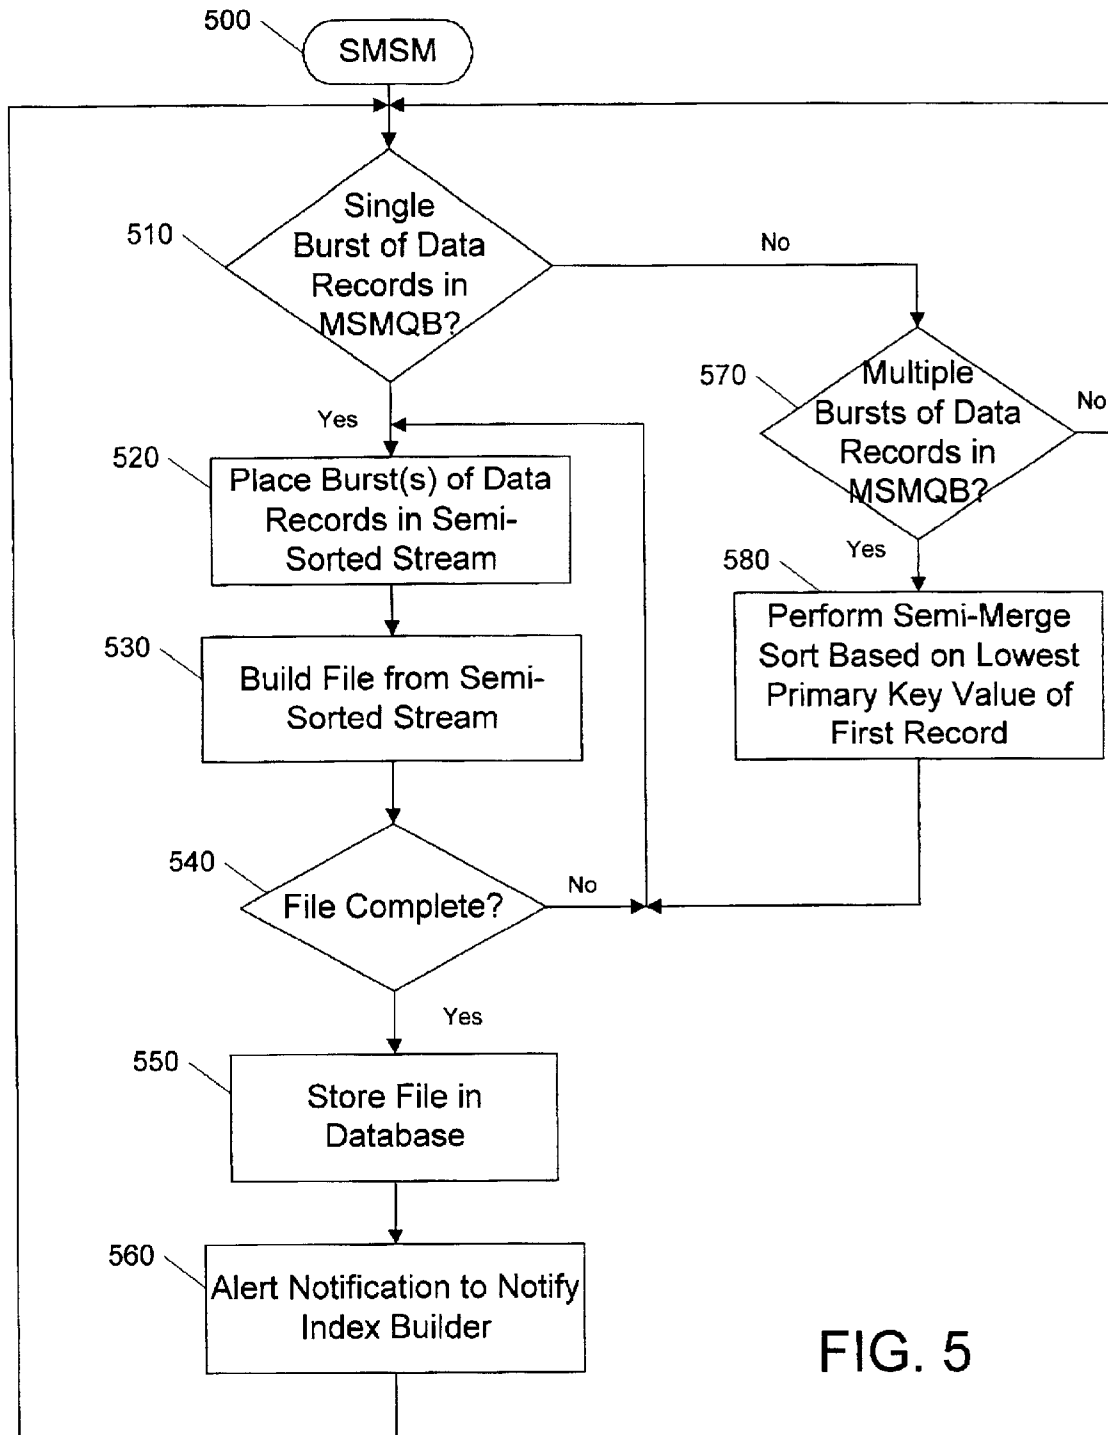 500
SMSM
510
Single
Burst of Data
Records in
MSMQB?
No
Yes
570
Multiple
Bursts of Data
Records in
MSMQB?
No
Yes
520
Place Burst(s) of Data
Records in Semi-
Sorted Stream
530
Build File from Semi-
Sorted Stream
580
Perform Semi-Merge
Sort Based on Lowest
Primary Key Value of
First Record
540
File Complete?
No
Yes
550
Store File in
Database
560
Alert Notification to Notify
Index Builder
FIG. 5